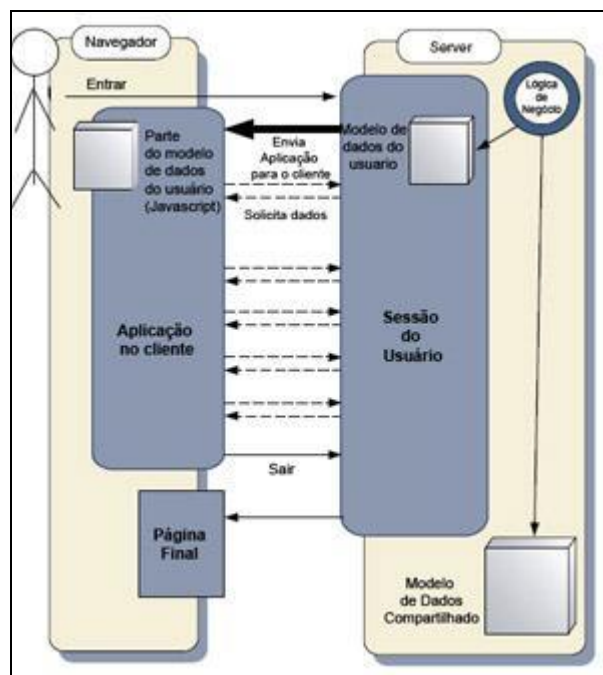 Navegador
Server
Entrar
Lógica
de
Negócio
Parte
do modelo
de dados
do usuário
(Javascript)
Envia
Aplicação
para o cliente
Modelo de
dados do
usuario
Solicita dados
Aplicação
no cliente
Sessão
do
Usuário
Sair
Página
Final
Modelo
de Dados
Compartilhado